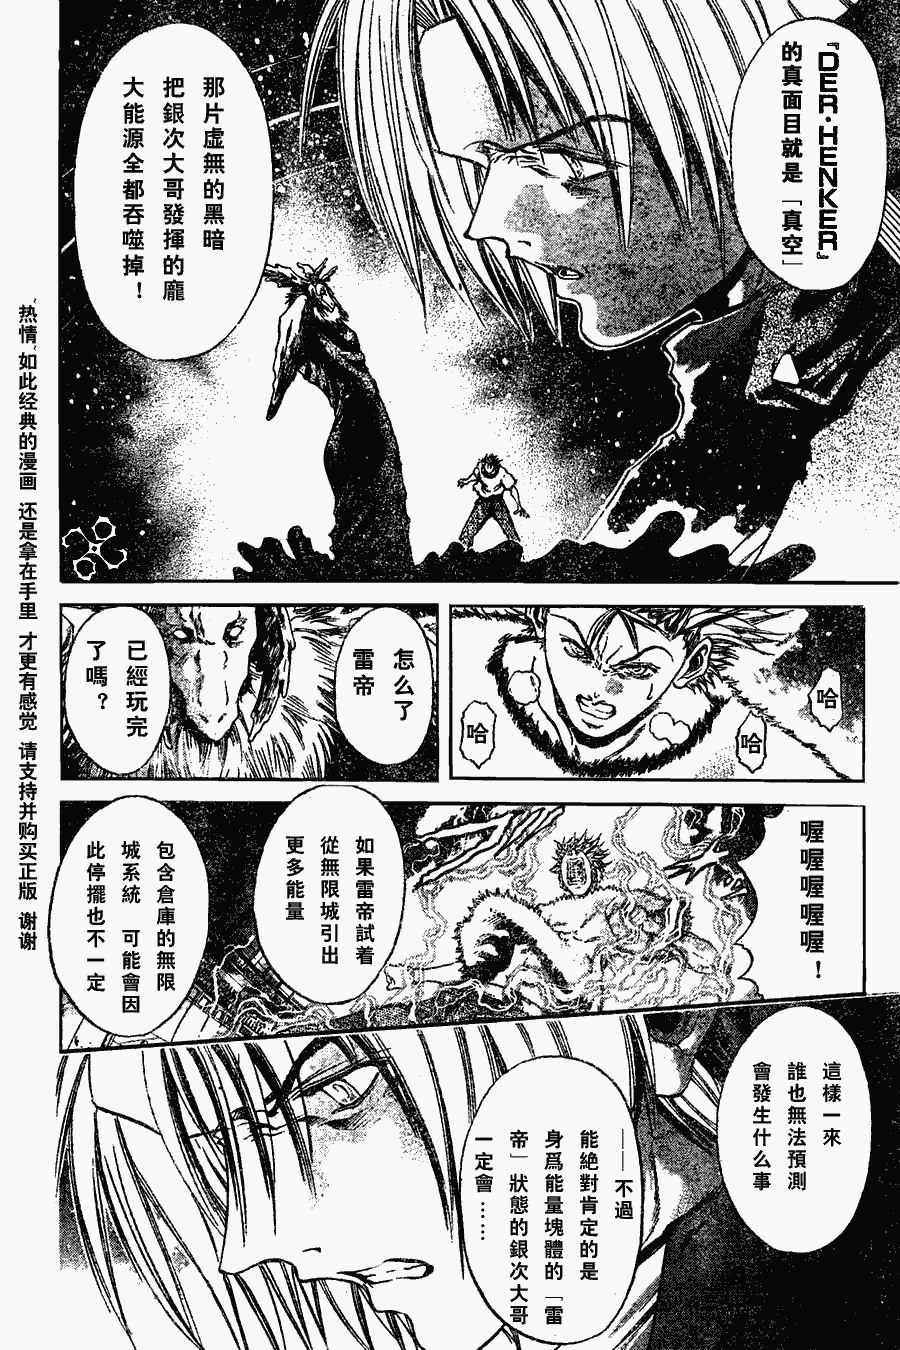 『DER·HENKER』
的真面目就是「真空」
那片虛無的黑暗
把銀次大哥發揮的龐
大能源全都吞噬掉！
哈
哈
哈
怎么了
雷帝
已經玩完
了嗎？
喔喔喔喔喔！
如果雷帝試着
從無限城引出
更多能量
包含倉庫的無限
城系統　可能會因
此停擺也不一定
這樣一來
誰也無法預測
會發生什么事
——不過
能絕對肯定的是
身爲能量塊體的「雷
帝」狀態的銀次大哥
一定會……
热情 如此经典的漫画 还是拿在手里 才更有感觉 请支持并购买正版 谢谢